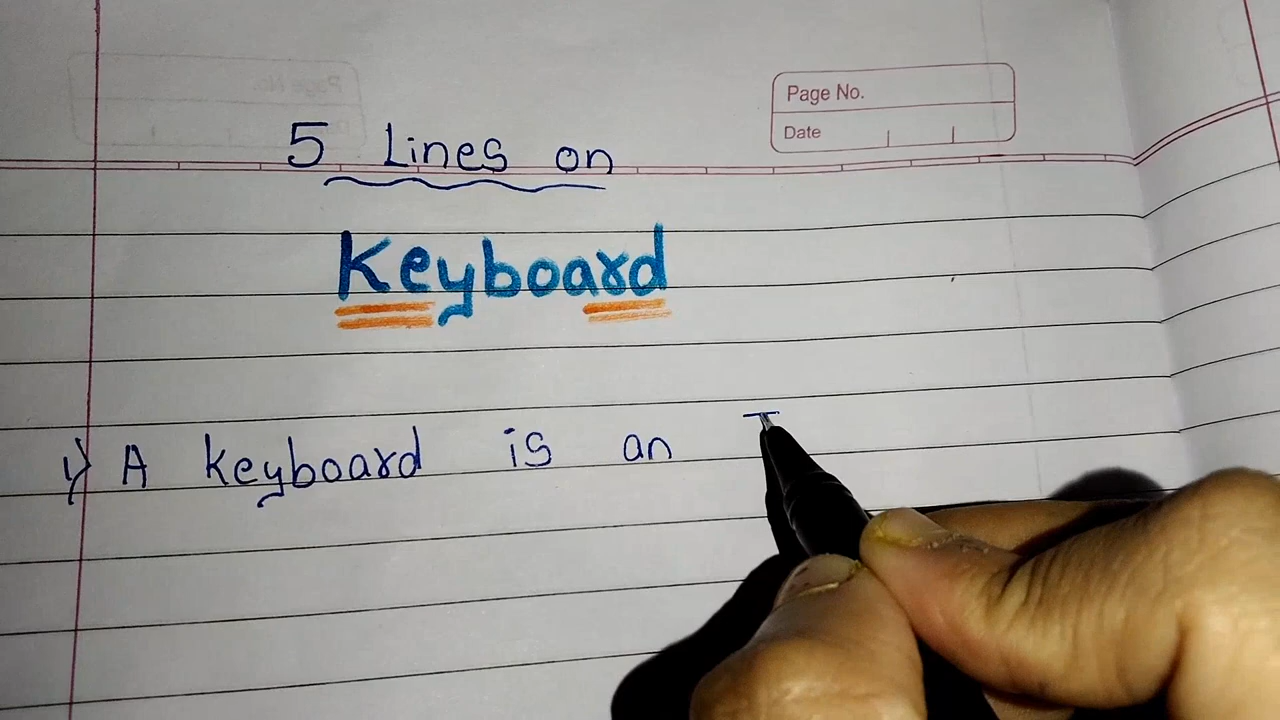 Page No.
Date
5 Lines on
Keyboard
1) A keyboard is an